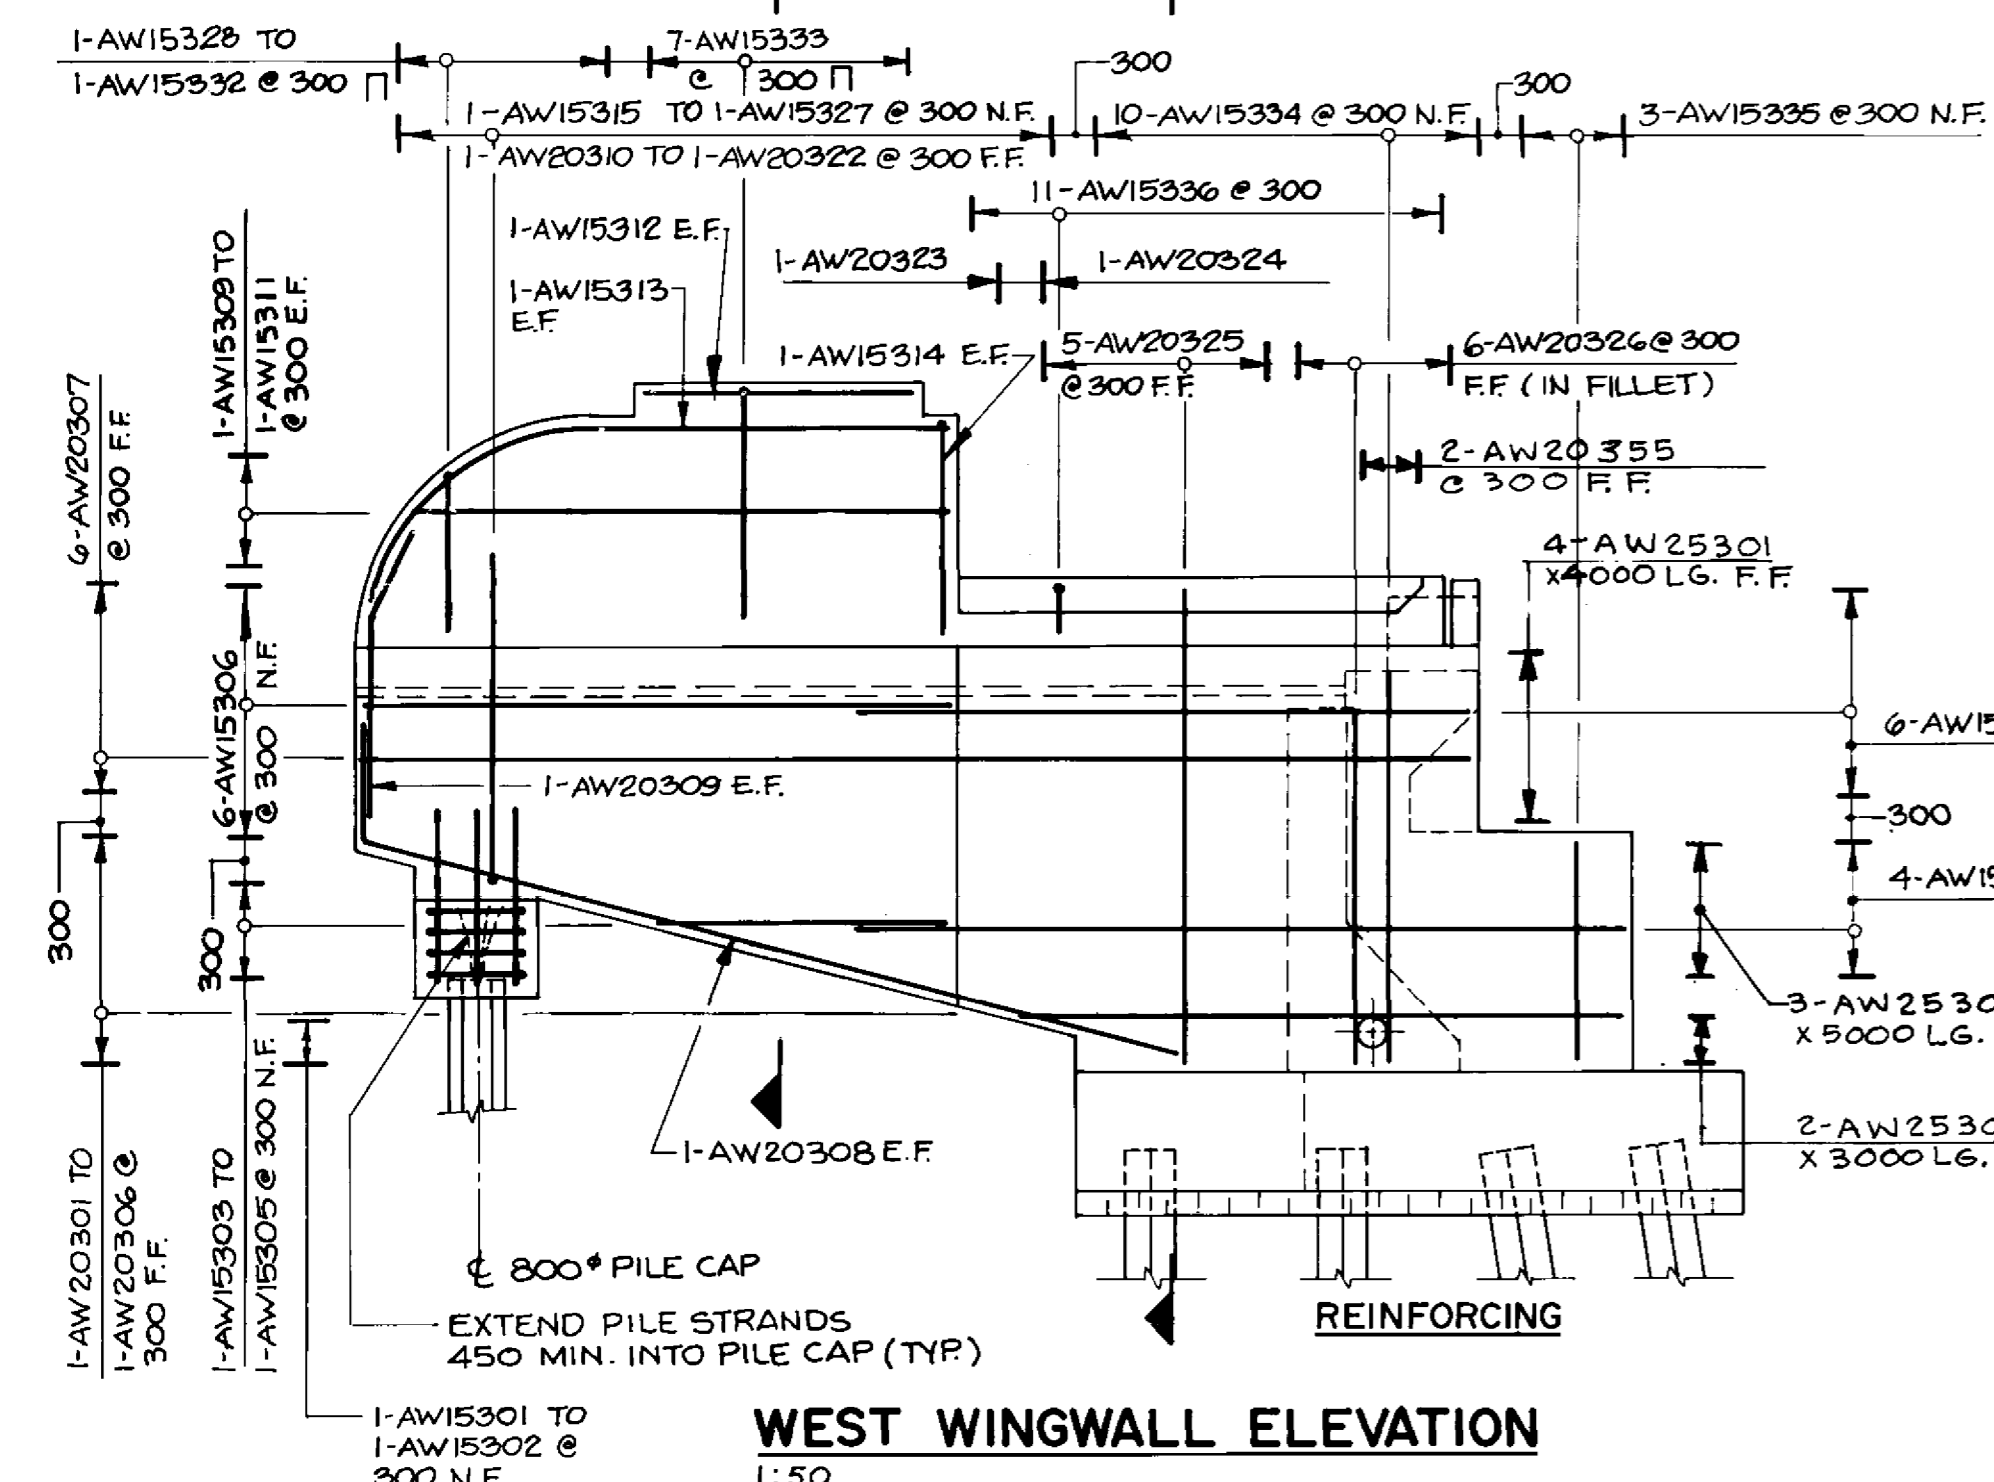 1-AW15328 TO
1-AW15332 @ 300 Π
7-AW15333
@ 300 Π
300
300
1-AW15315 TO 1-AW15327 @ 300 N.F.
1-AW20310 TO 1-AW20322 @ 300 F.F.
10-AW15334 @ 300 N.F.
3-AW15335 @ 300 N.F.
11-AW15336 @ 300
1-AW15312 E.F.
1-AW20323
1-AW20324
1-AW15313
E.F.
1-AW15314 E.F.
5-AW20325
@ 300 F.F.
6-AW20326 @ 300
F.F. (IN FILLET)
2-AW20355
@ 300 F.F.
4-AW25301
X4000 LG. F.F.
1-AW15309 TO
1-AW15311
@ 300 E.F.
6-AW20307
@ 300 F.F.
6-AW15306
@ 300 N.F.
1-AW20309 E.F.
6-AW15
300
4-AW15
300
300
3-AW2530
X 5000 LG.
2-AW2530
X 3000 LG.
1-AW20308 E.F.
1-AW20301 TO
1-AW20306 @
300 F.F.
1-AW15303 TO
1-AW15305 @ 300 N.F.
℄ 800ᶲ PILE CAP
EXTEND PILE STRANDS
450 MIN. INTO PILE CAP (TYP.)
REINFORCING
1-AW15301 TO
1-AW15302 @
300 N.F.
WEST WINGWALL ELEVATION
1:50